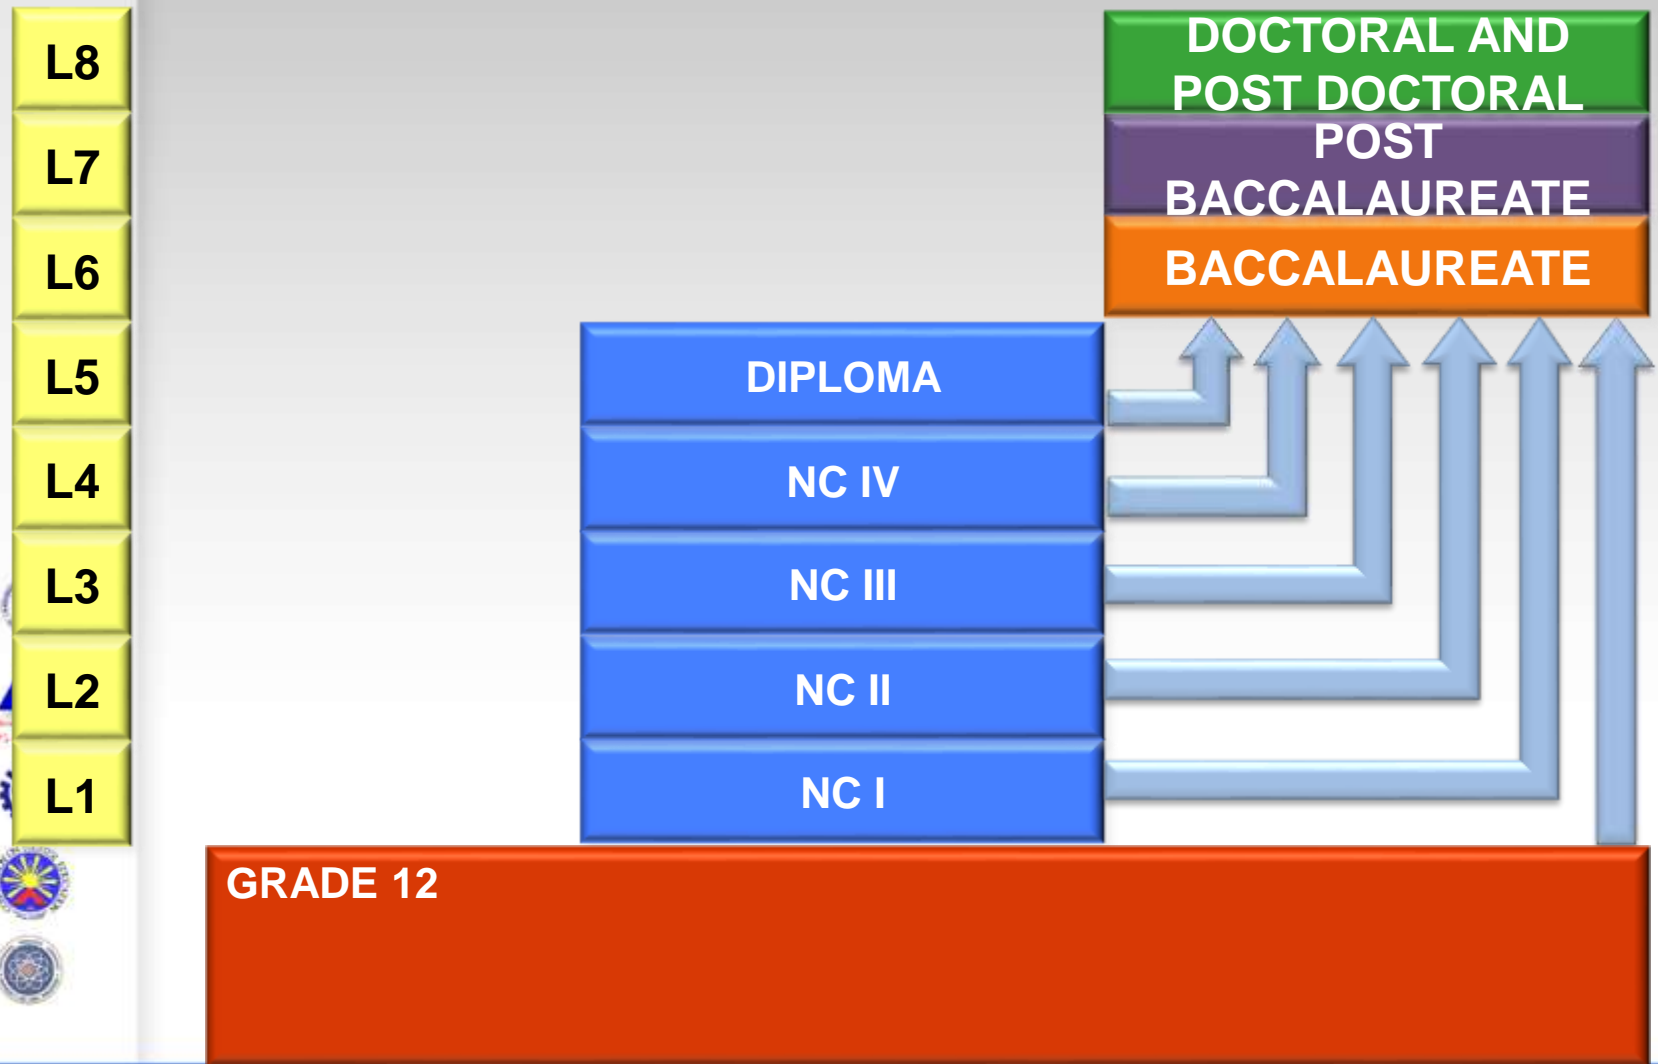 L8
DOCTORAL AND
POST DOCTORAL
L7
POST
BACCALAUREATE
L6
BACCALAUREATE
L5
DIPLOMA
L4
NC IV
L3
NC III
L2
NC II
L1
NC I
GRADE 12